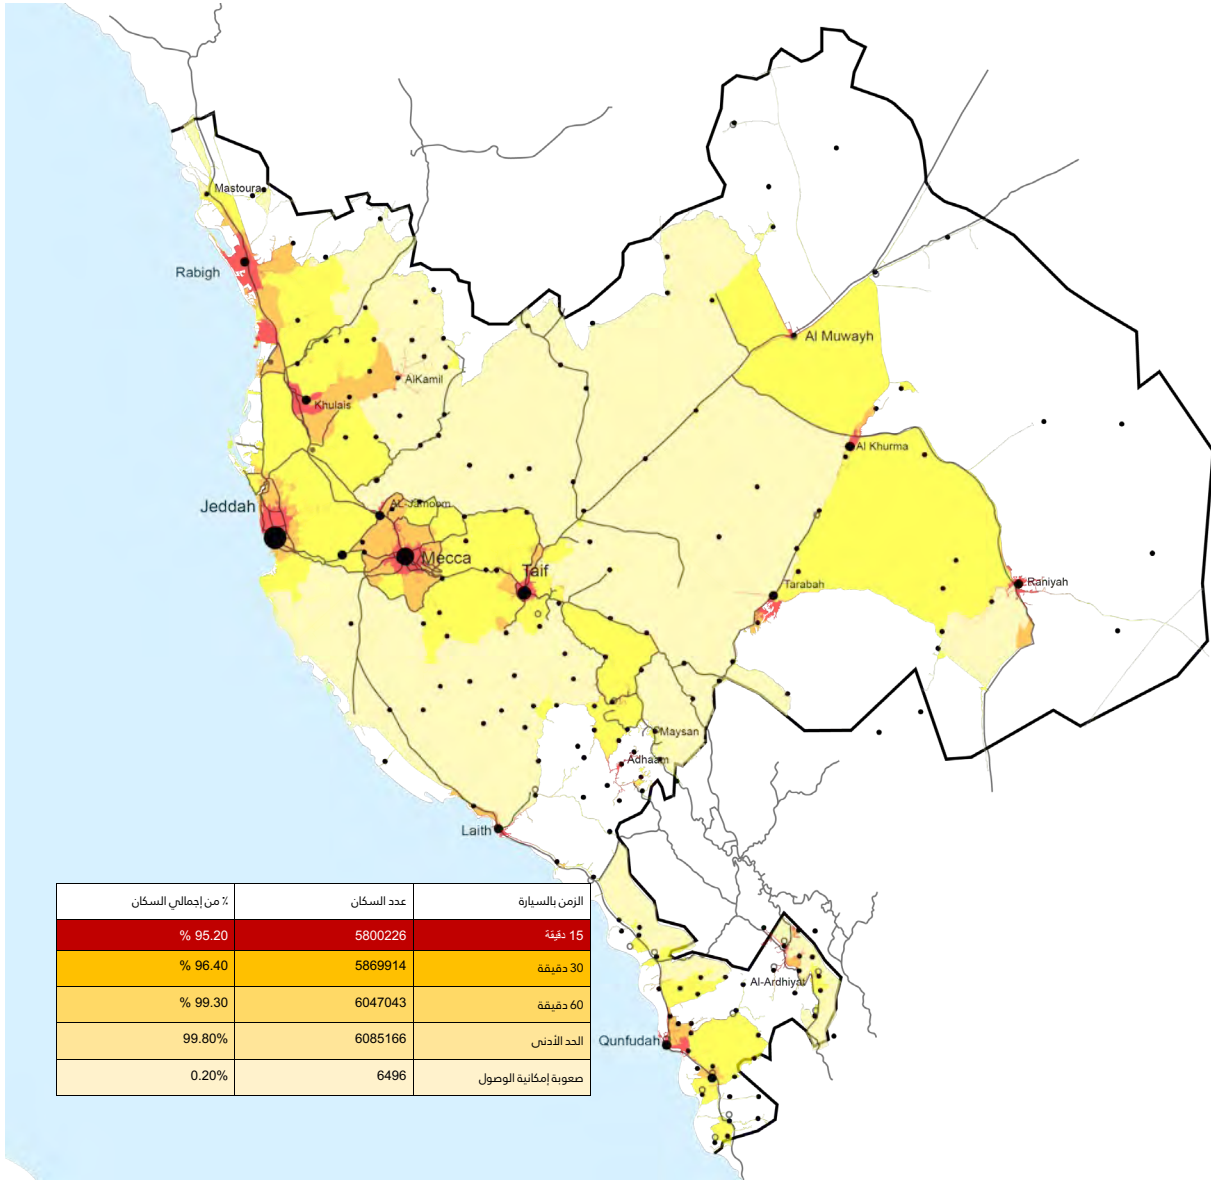 Mastoura
Rabigh
Al Muwayh
AlKamil
Khulais
Al Khurma
Jeddah
AL-Jamoom
Mecca
Taif
Tarabah
Raniyah
Maysan
Adhaam
Laith
Al-Ardhiyat
Qunfudah
الزمن بالسيارة عدد السكان ٪ من إجمالي السكان
15 دقيقة 5800226 95.20 %
30 دقيقة 5869914 96.40 %
60 دقيقة 6047043 99.30 %
الحد الأدنى 6085166 99.80%
صعوبة إمكانية الوصول 6496 0.20%